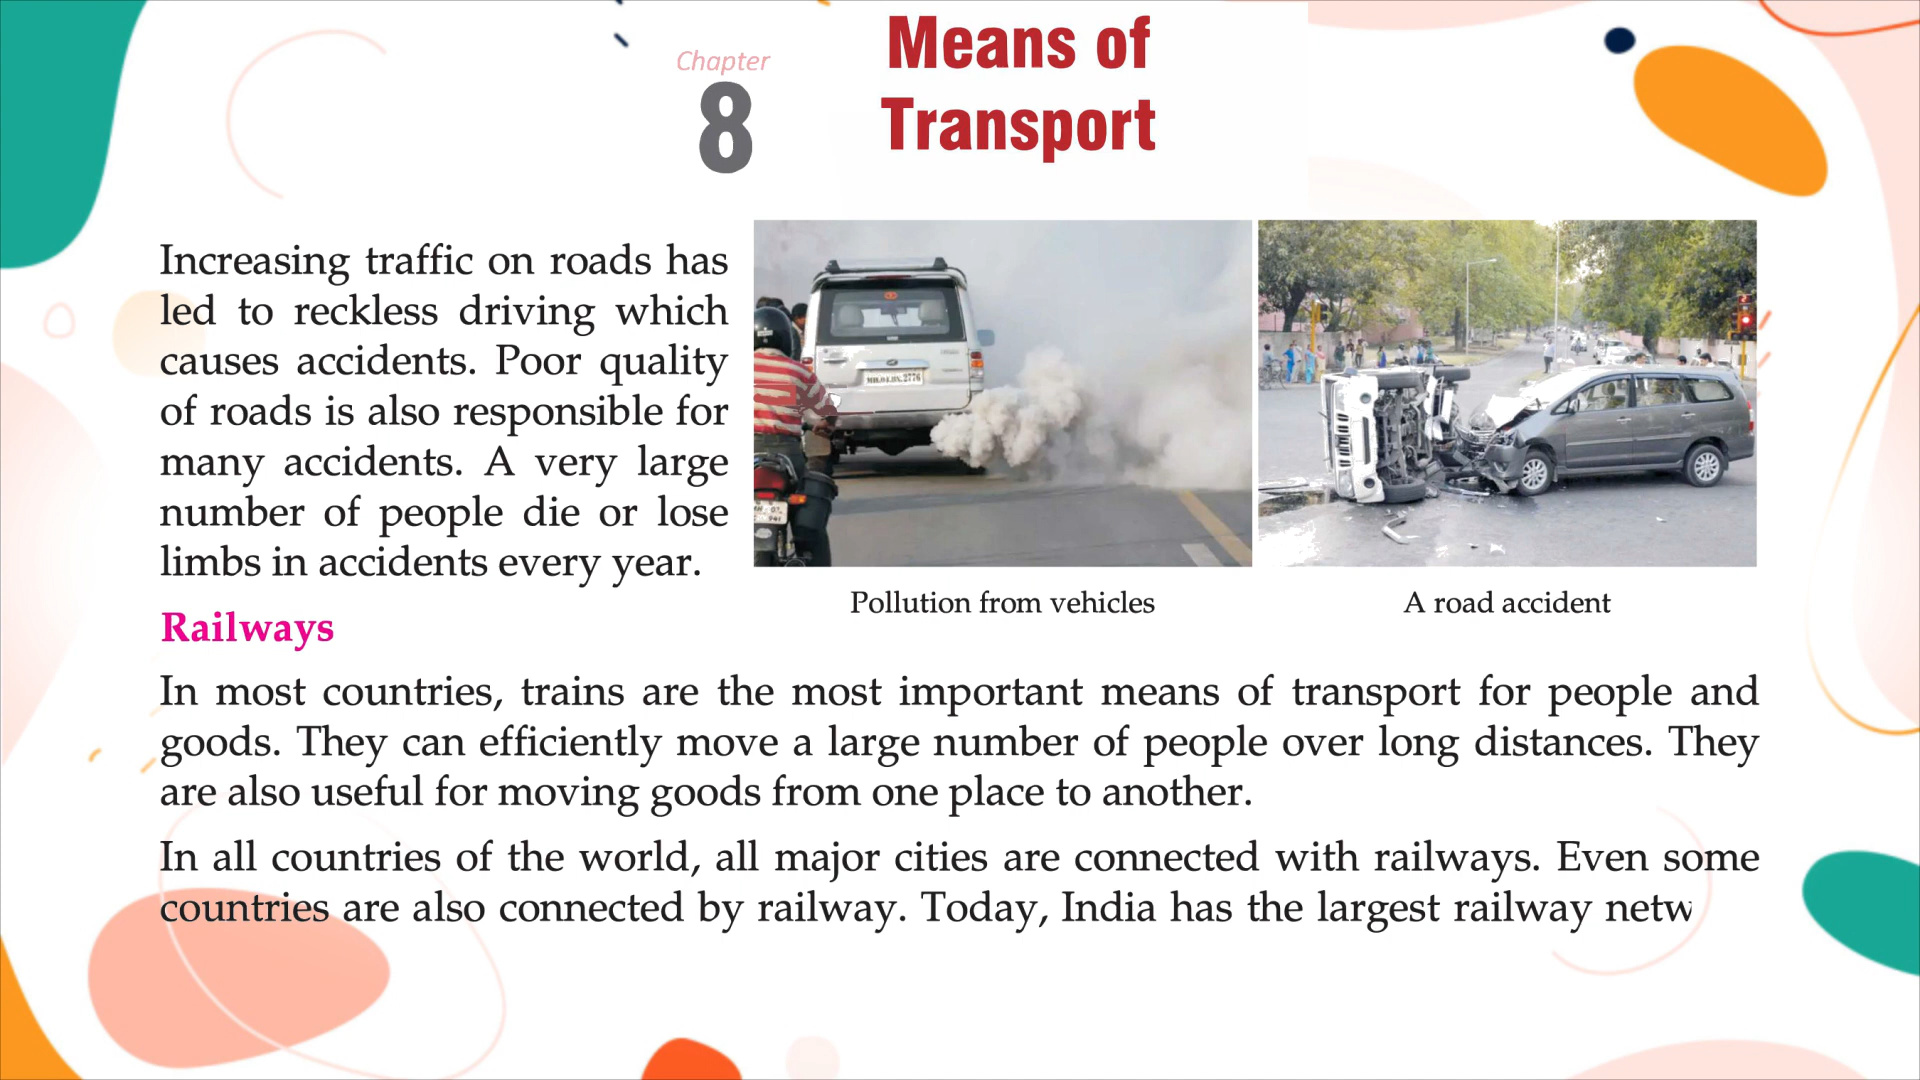 Chapter
8
Means of
Transport
Increasing traffic on roads has
led to reckless driving which
causes accidents. Poor quality
of roads is also responsible for
many accidents. A very large
number of people die or lose
limbs in accidents every year.
Pollution from vehicles
A road accident
Railways
In most countries, trains are the most important means of transport for people and
goods. They can efficiently move a large number of people over long distances. They
are also useful for moving goods from one place to another.
In all countries of the world, all major cities are connected with railways. Even some
countries are also connected by railway. Today, India has the largest railway netw